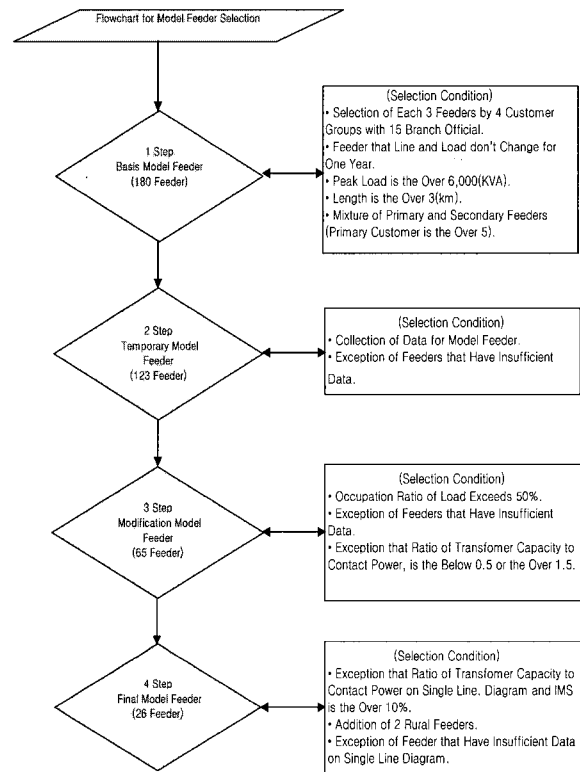 Flowchart for Model Feeder Selection
1 Step
Basis Model Feeder
(180 Feeder)
(Selection Condition)
• Selection of Each 3 Feeders by 4 Customer
Groups with 15 Branch Official.
• Feeder that Line and Load don't Change for
One Year.
• Peak Load is the Over 6,000(KVA).
• Length is the Over 3(km).
• Mixture of Primary and Secondary Feeders
(Primary Customer is the Over 5).
2 Step
Temporary Model
Feeder
(123 Feeder)
(Selection Condition)
• Collection of Data for Model Feeder.
• Exception of Feeders that Have Insufficient
Data.
3 Step
Modification Model
Feeder
(65 Feeder)
(Selection Condition)
• Occupation Ratio of Load Exceeds 50%.
• Exception of Feeders that Have Insufficient
Data.
• Exception that Ratio of Transfomer Capacity to
Contact Power, is the Below 0.5 or the Over 1.5.
4 Step
Final Model Feeder
(26 Feeder)
(Selection Condition)
• Exception that Ratio of Transfomer Capacity to
Contact Power on Single Line, Diagram and IMS
is the Over 10%.
• Addition of 2 Rural Feeders.
• Exception of Feeder that Have Insufficient Data
on Single Line Diagram.